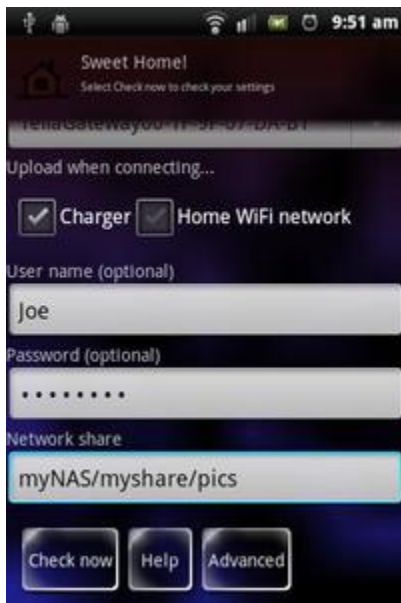 9:51 am
Sweet Home!
Select Check now to check your settings
Upload when connecting...
Charger Home WiFi network
User name (optional)
Joe
Password (optional)
••••••••
Network share
myNAS/myshare/pics
Check now Help Advanced